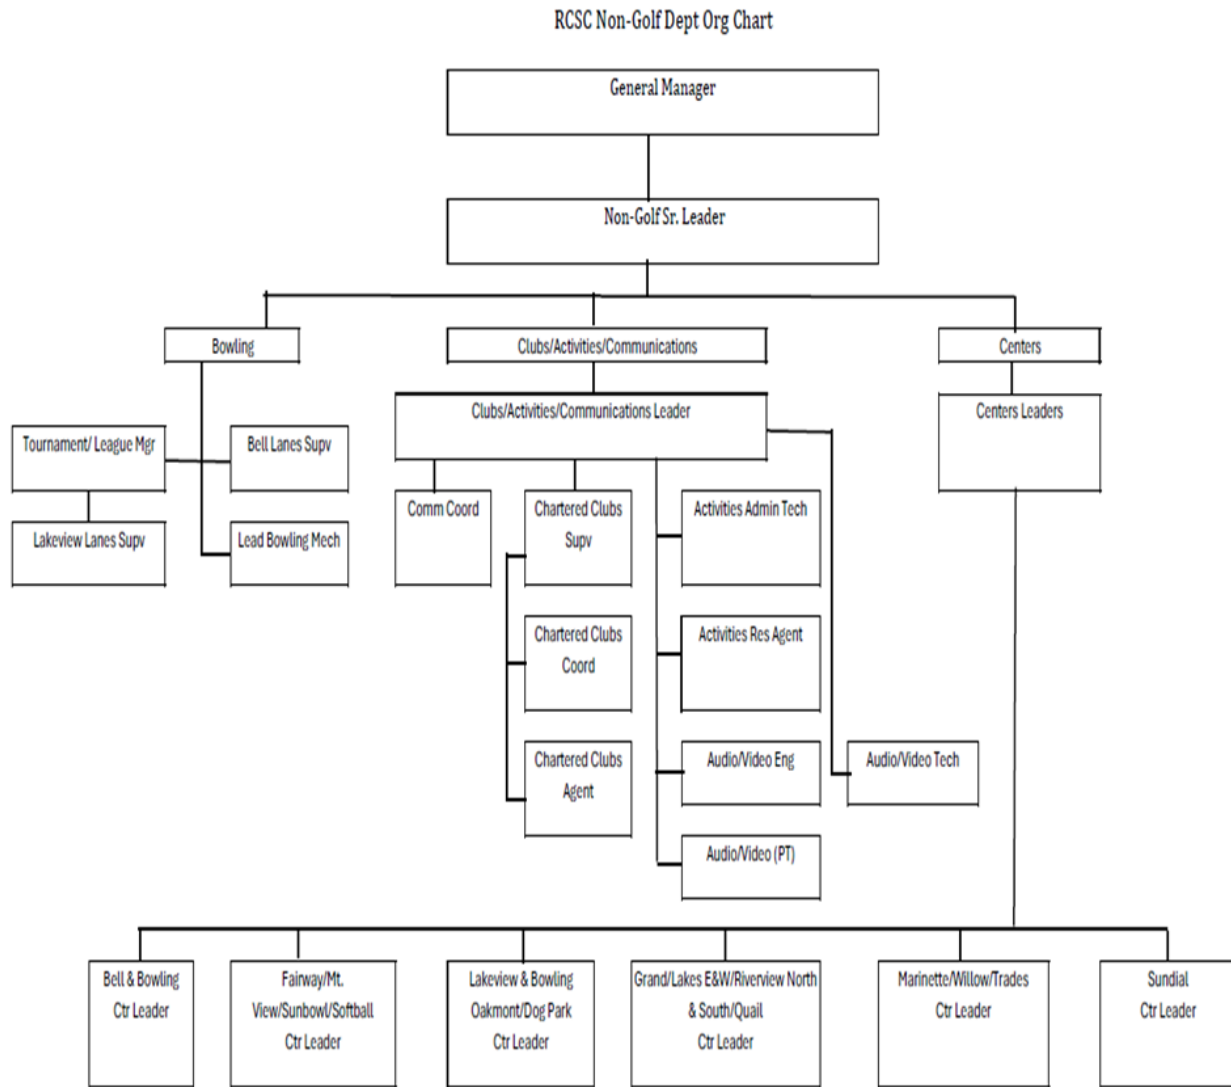 RCSC Non-Golf Dept Org Chart
General Manager
Non-Golf Sr. Leader
Bowling
Clubs/Activities/Communications
Centers
Clubs/Activities/Communications Leader
Centers Leaders
Tournament/ League Mgr
Bell Lanes Supv
Lakeview Lanes Supv
Lead Bowling Mech
Comm Coord
Chartered Clubs
Supv
Activities Admin Tech
Chartered Clubs
Coord
Activities Res Agent
Chartered Clubs
Agent
Audio/Video Eng
Audio/Video Tech
Audio/Video (PT)
Bell & Bowling
Ctr Leader
Fairway/Mt.
View/Sunbowl/Softball
Ctr Leader
Lakeview & Bowling
Oakmont/Dog Park
Ctr Leader
Grand/Lakes E&W/Riverview North
& South/Quail
Ctr Leader
Marinette/Willow/Trades
Ctr Leader
Sundial
Ctr Leader